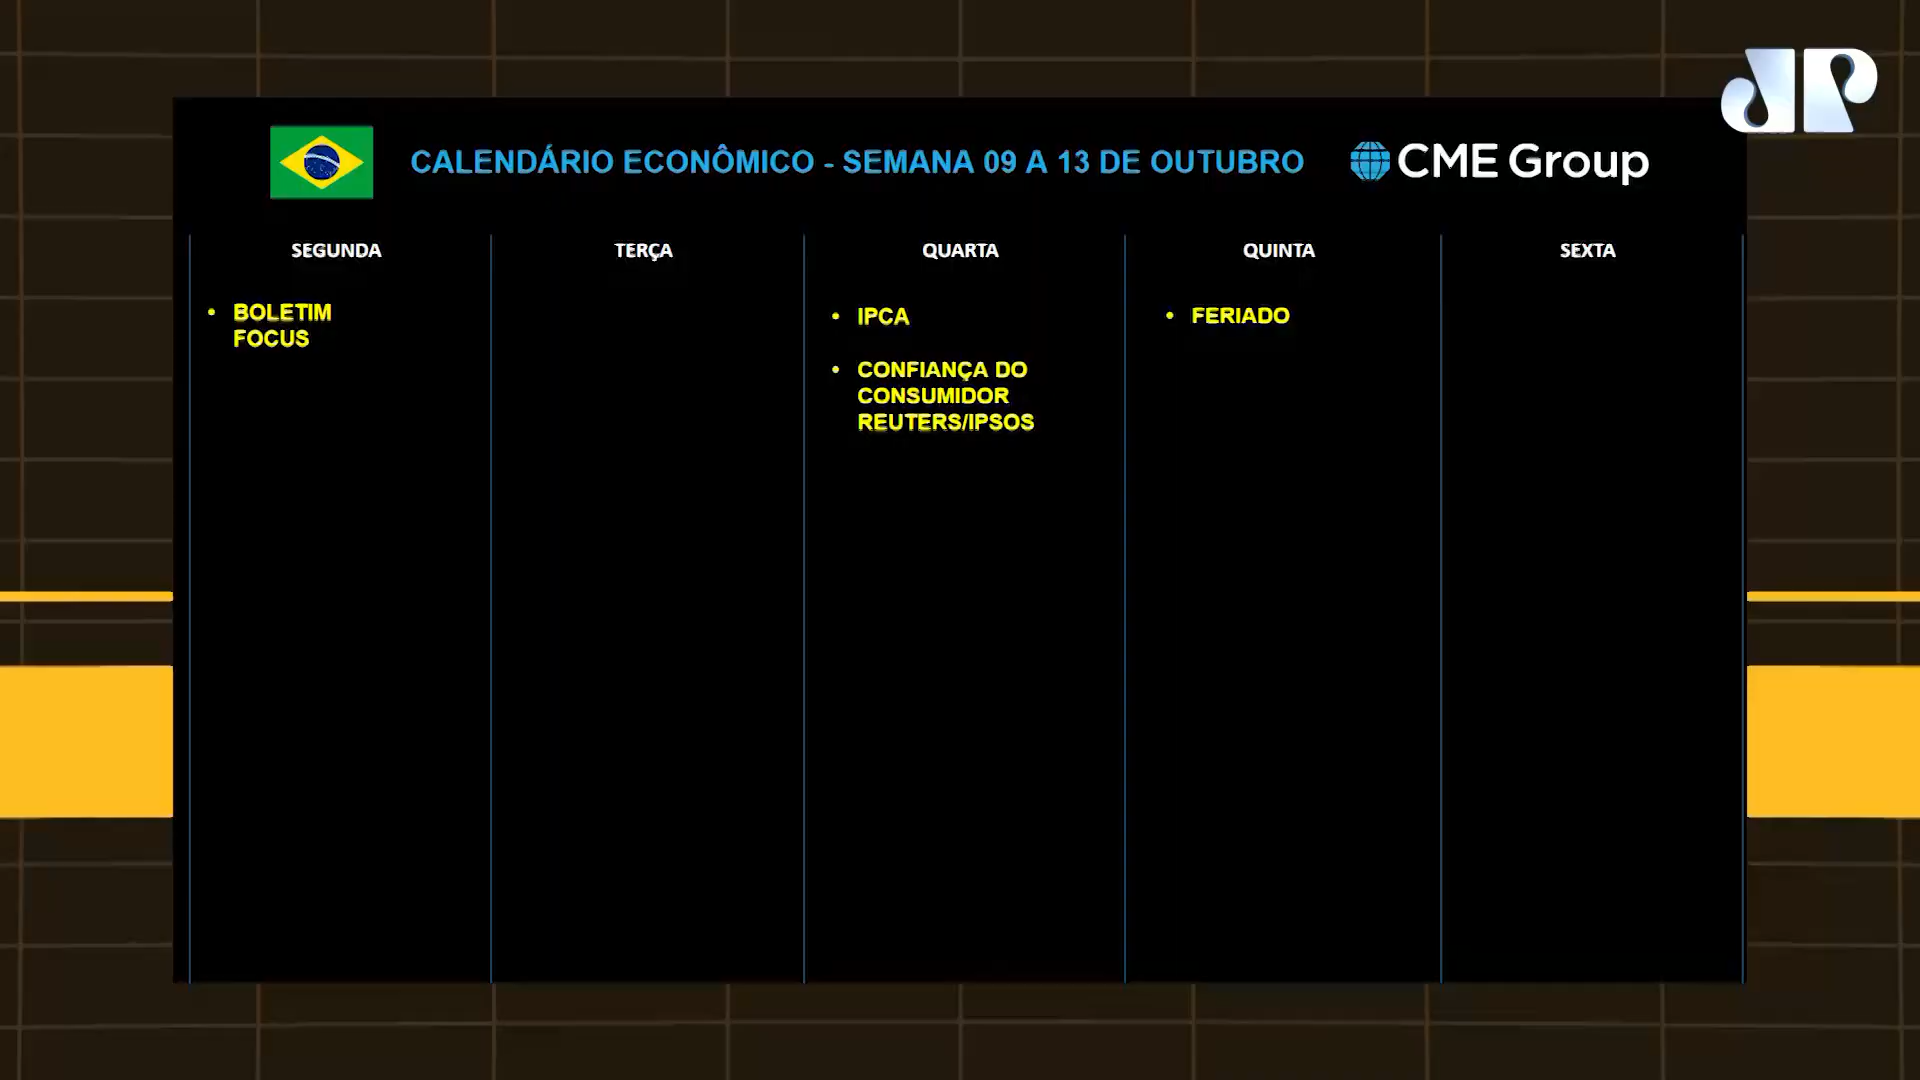 JP
CALENDÁRIO ECONÔMICO - SEMANA 09 A 13 DE OUTUBRO
CME Group
SEGUNDA
TERÇA
QUARTA
QUINTA
SEXTA
• BOLETIM
FOCUS
• IPCA
• CONFIANÇA DO
CONSUMIDOR
REUTERS/IPSOS
• FERIADO